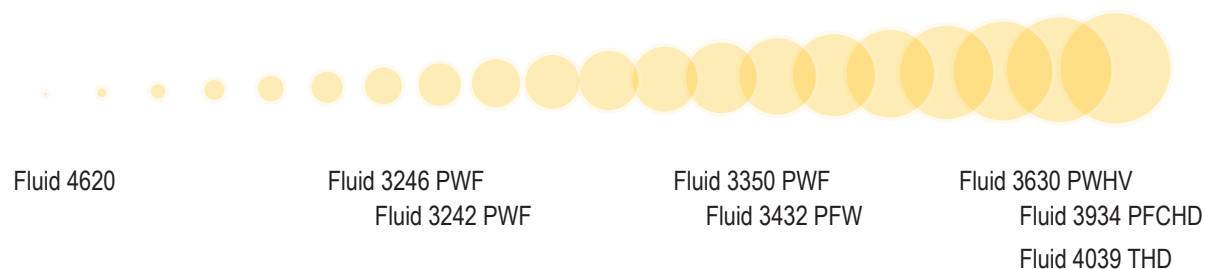 Fluid 4620
Fluid 3246 PWF
Fluid 3242 PWF
Fluid 3350 PWF
Fluid 3432 PFW
Fluid 3630 PWHV
Fluid 3934 PFCHD
Fluid 4039 THD